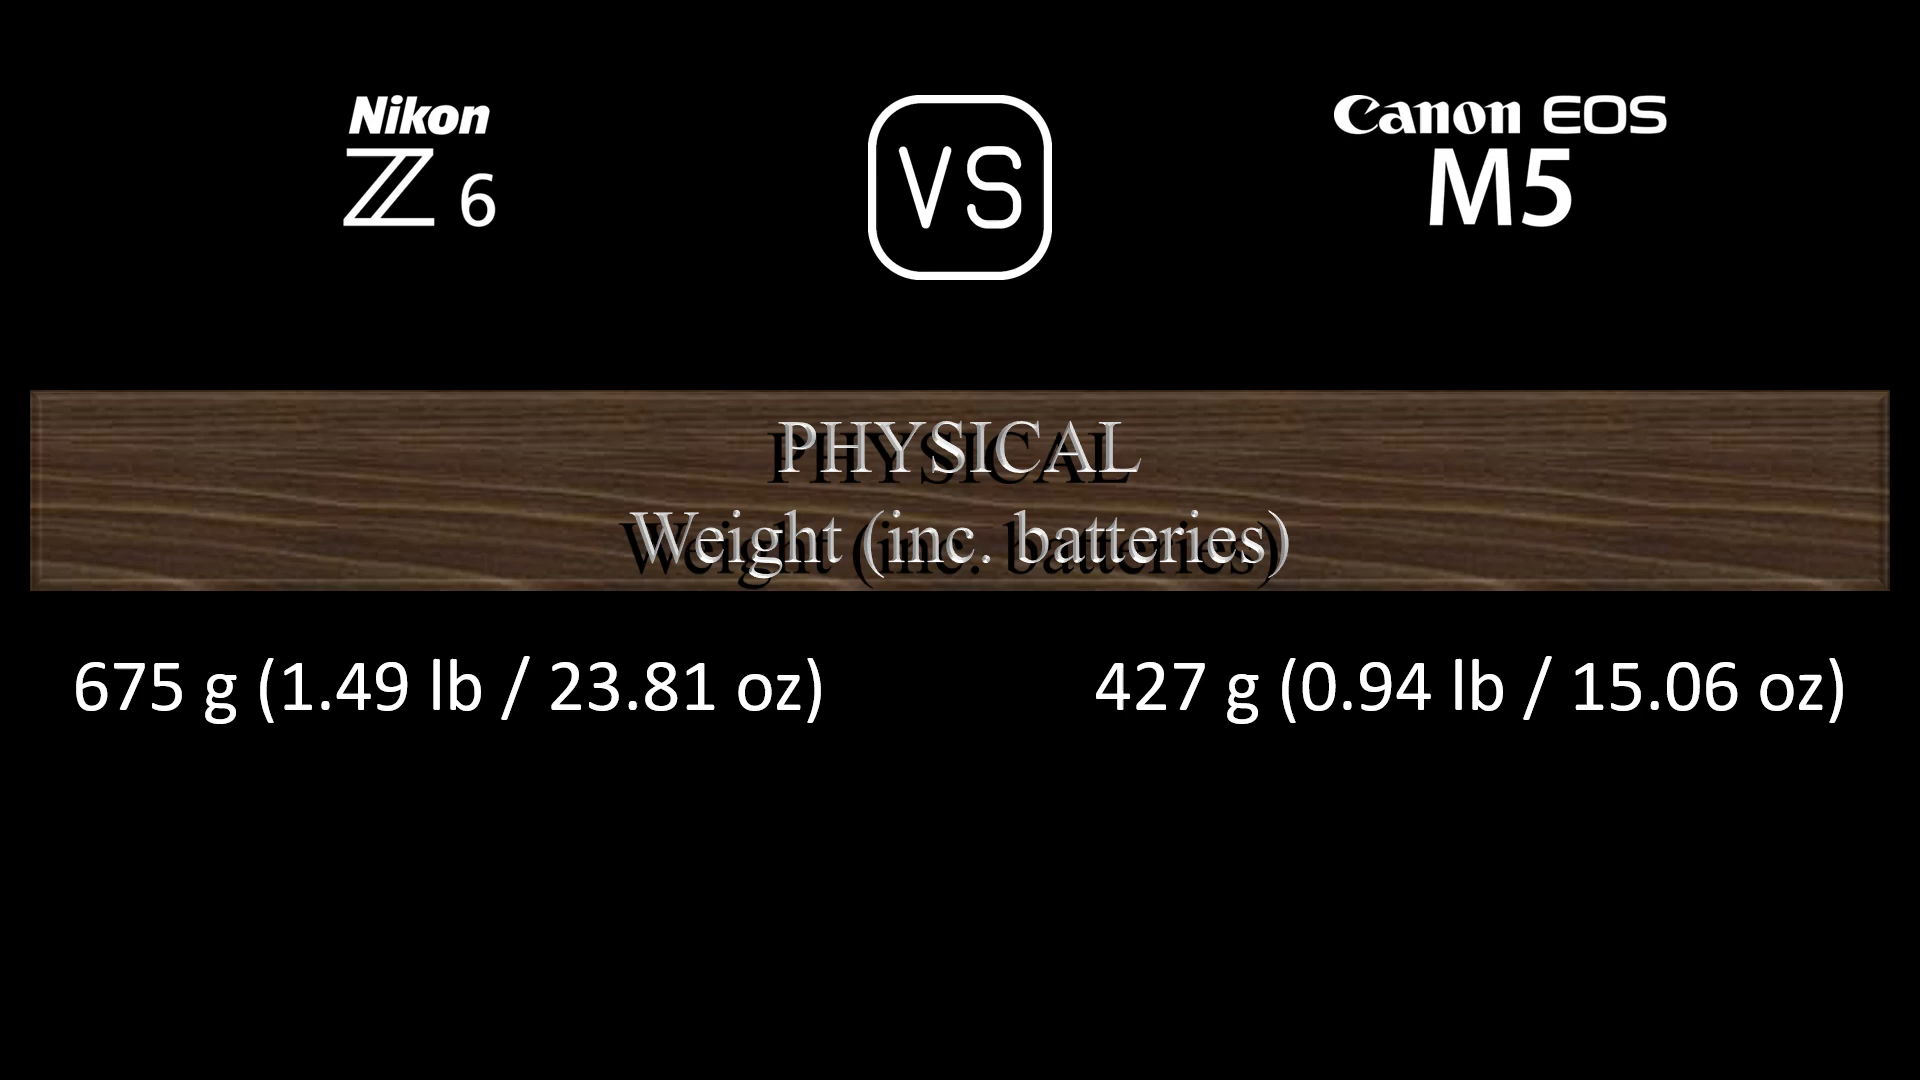 Nikon
Z 6
VS
Canon EOS
M5
PHYSICAL
Weight (inc. batteries)
675 g (1.49 lb / 23.81 oz)
427 g (0.94 lb / 15.06 oz)